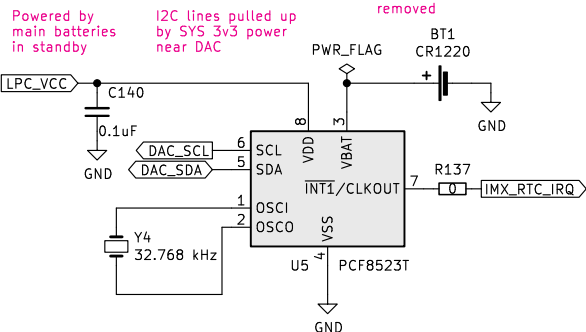 Powered by
main batteries
in standby
I2C lines pulled up
by SYS 3v3 power
near DAC
removed
PWR_FLAG
BT1
CR1220
LPC_VCC
C140
0.1uF
GND
GND
8
3
VDD
VBAT
DAC_SCL
6
SCL
DAC_SDA
5
SDA
INT1/CLKOUT
7
R137
0
IMX_RTC_IRQ
1
OSCI
2
OSCO
VSS
Y4
32.768 kHz
4
U5
PCF8523T
GND